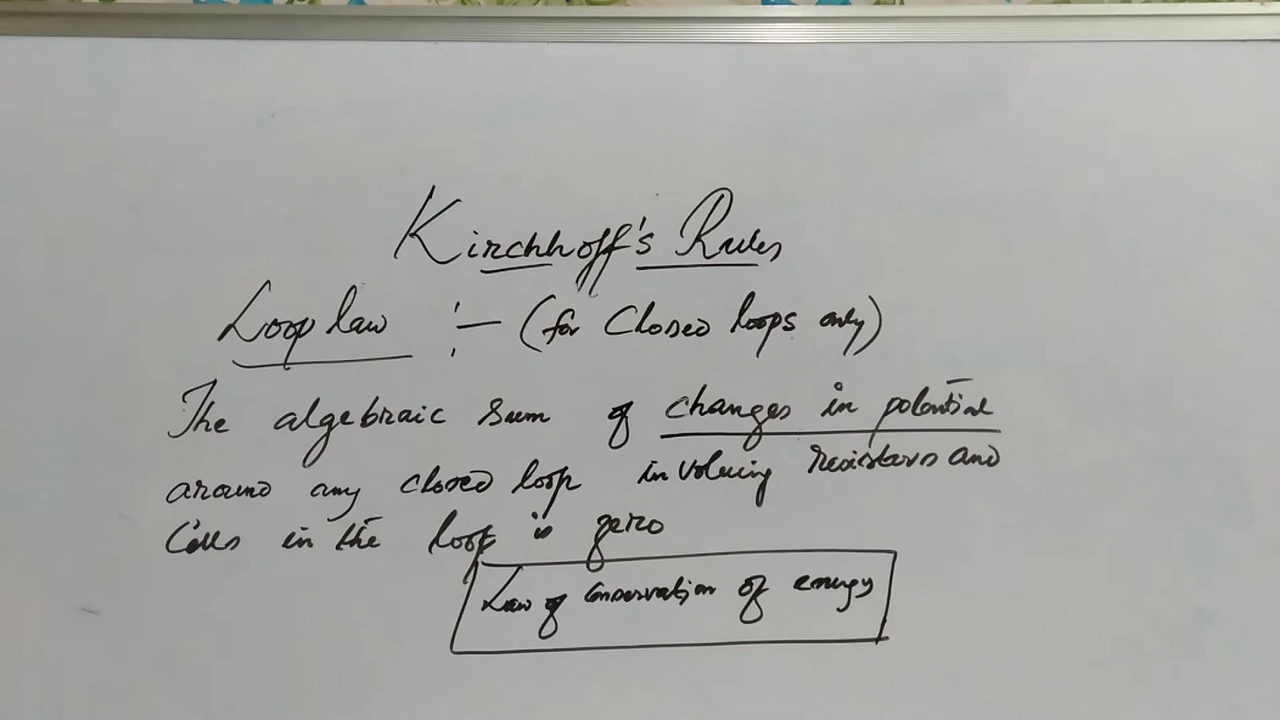 Kirchhoff's Rules
Loop law :- (for Closed loops only)
The algebraic sum of changes in potential
around any closed loop involving resistors and
Cells in the loop is zero
Law of Conservation of energy